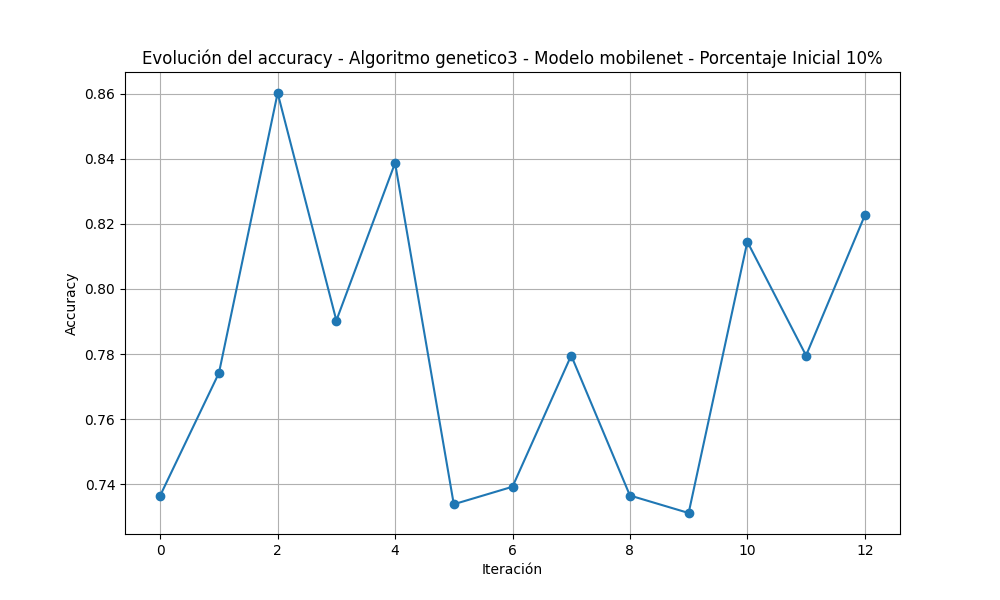 Evolución del accuracy - Algoritmo genetico3 - Modelo mobilenet - Porcentaje Inicial 10%
0.86
0.84
0.82
0.80
0.78
0.76
0.74
Accuracy
0 2 4 6 8 10 12
Iteración